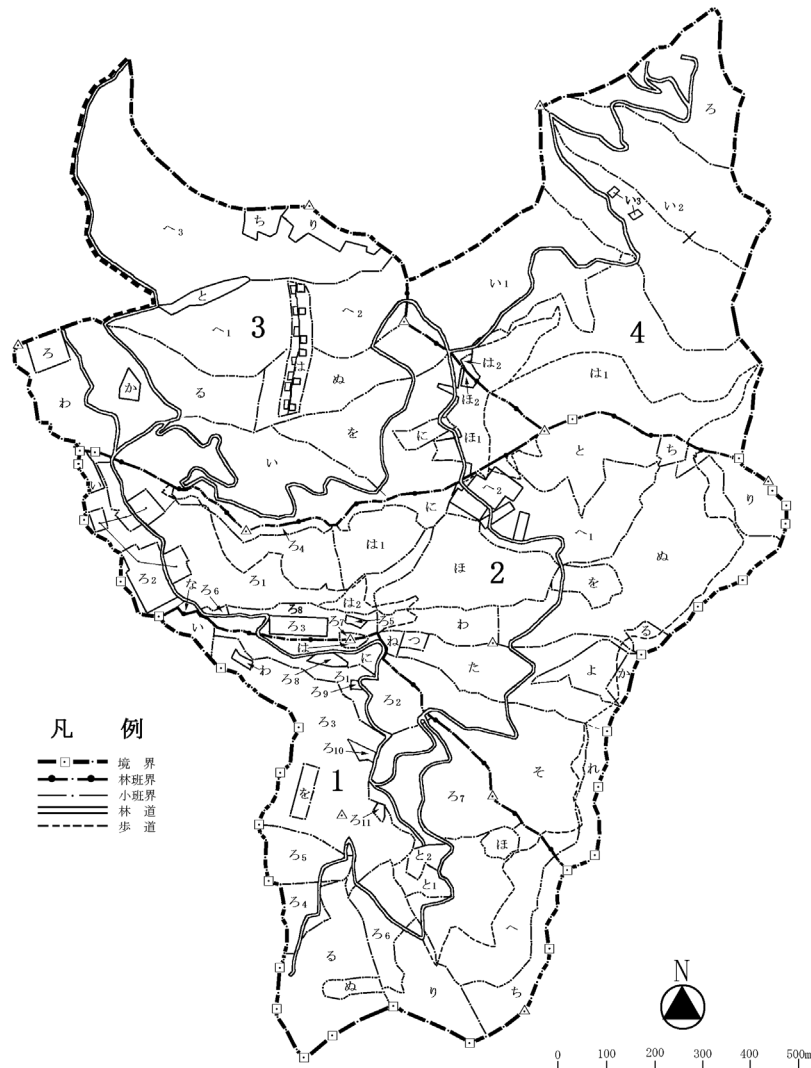 ろ
ち
り
へ3
い3
い2
と
い1
へ1
3
へ2
4
ろ
は
は2
は1
か
る
ぬ
ほ2
わ
に
ほ1
を
い
と
ち
へ2
り
い
に
へ1
ろ4
は1
ぬ
ろ1
ほ
2
を
ろ2
な
ろ6
は2
ろ8
ろ3
ろ7
ろ5
わ
る
い
は
ね
つ
わ
ろ8
ろ1
に
た
よ
か
ろ9
ろ2
ろ3
凡 例
境 界
林班界
小班界
林 道
歩 道
ろ10
1
を
そ
れ
ろ7
ろ11
ほ
ろ5
と2
と1
ろ4
ろ6
へ
る
ぬ
り
ち
N
0 100 200 300 400 500m